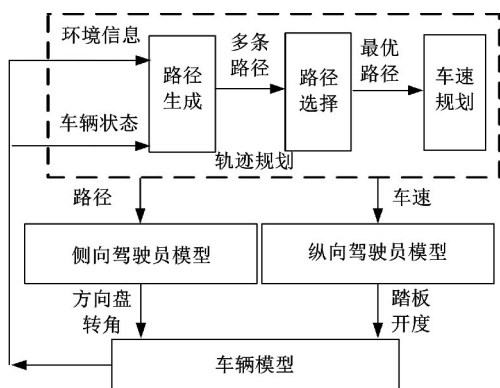 环境信息
多条
路径
最优
路径
路径
生成
路径
选择
车速
规划
车辆状态
轨迹规划
路径
车速
侧向驾驶员模型
纵向驾驶员模型
方向盘
转角
踏板
开度
车辆模型